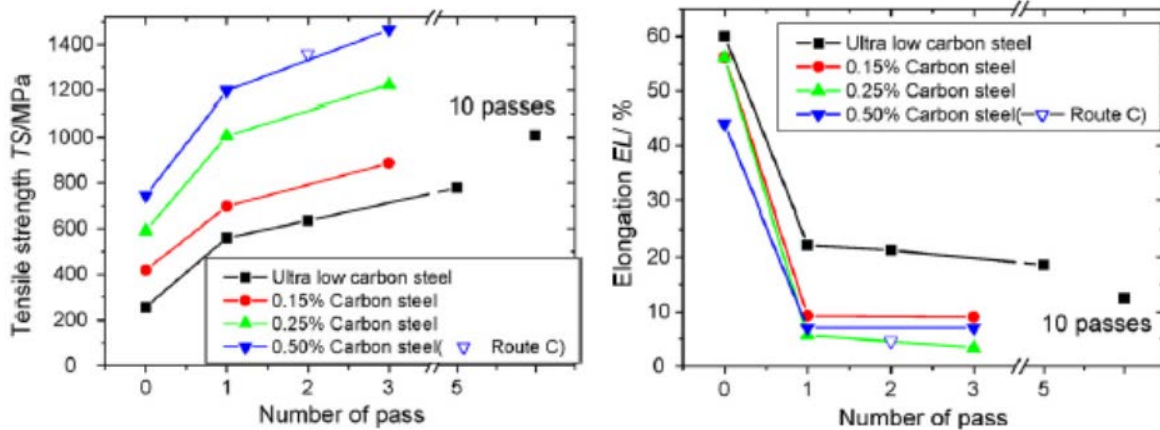 1400
1200
1000
800
600
400
200
0
Tensile strength TS/MPa
10 passes
Ultra low carbon steel
0.15% Carbon steel
0.25% Carbon steel
0.50% Carbon steel( Route C)
0 1 2 3 5
Number of pass
60
50
40
30
20
10
5
0
Elongation EL/ %
Ultra low carbon steel
0.15% Carbon steel
0.25% Carbon steel
0.50% Carbon steel( Route C)
10 passes
0 1 2 3 5
Number of pass